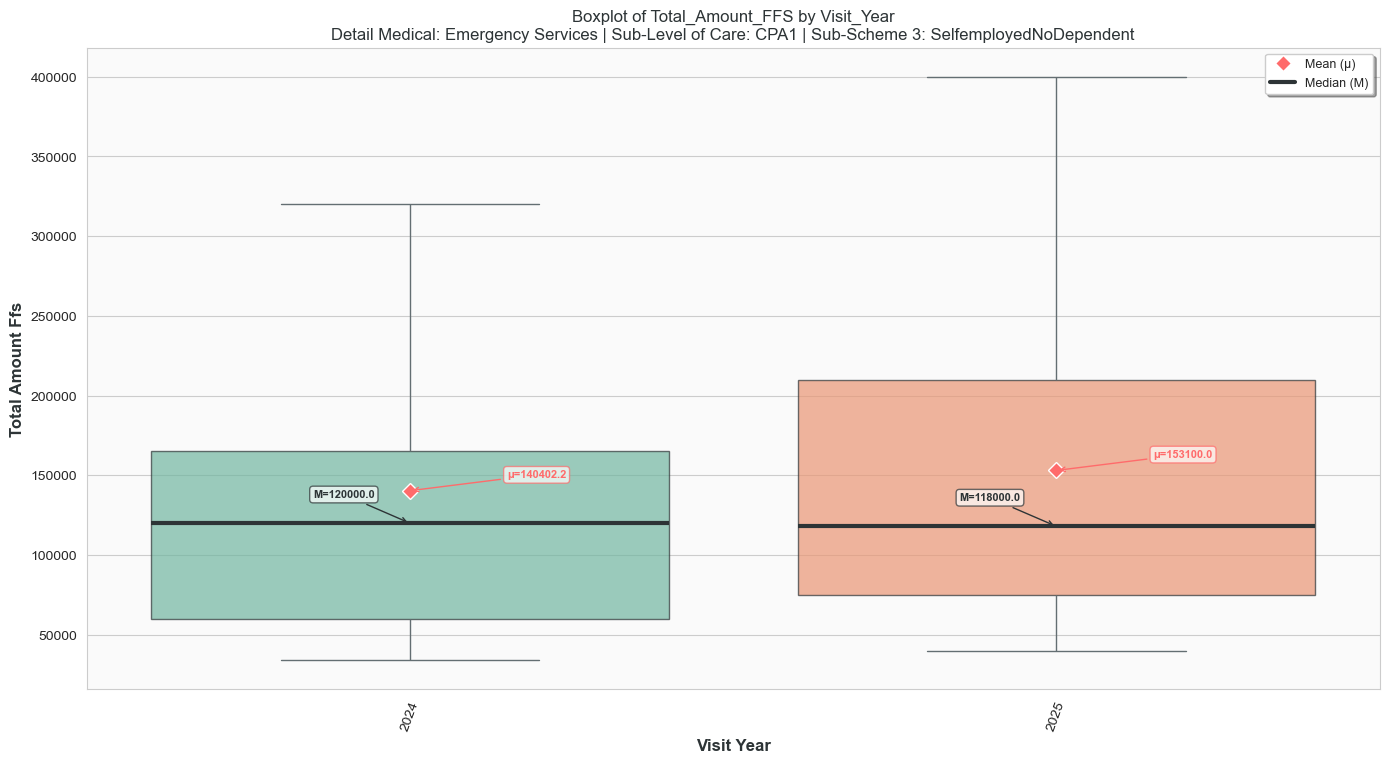 Boxplot of Total_Amount_FFS by Visit_Year
Detail Medical: Emergency Services | Sub-Level of Care: CPA1 | Sub-Scheme 3: SelfemployedNoDependent
Mean (μ)
Median (M)
Total Amount Ffs
400000
350000
300000
250000
200000
150000
100000
50000
M=120000.0
μ=140402.2
M=118000.0
μ=153100.0
2024
2025
Visit Year